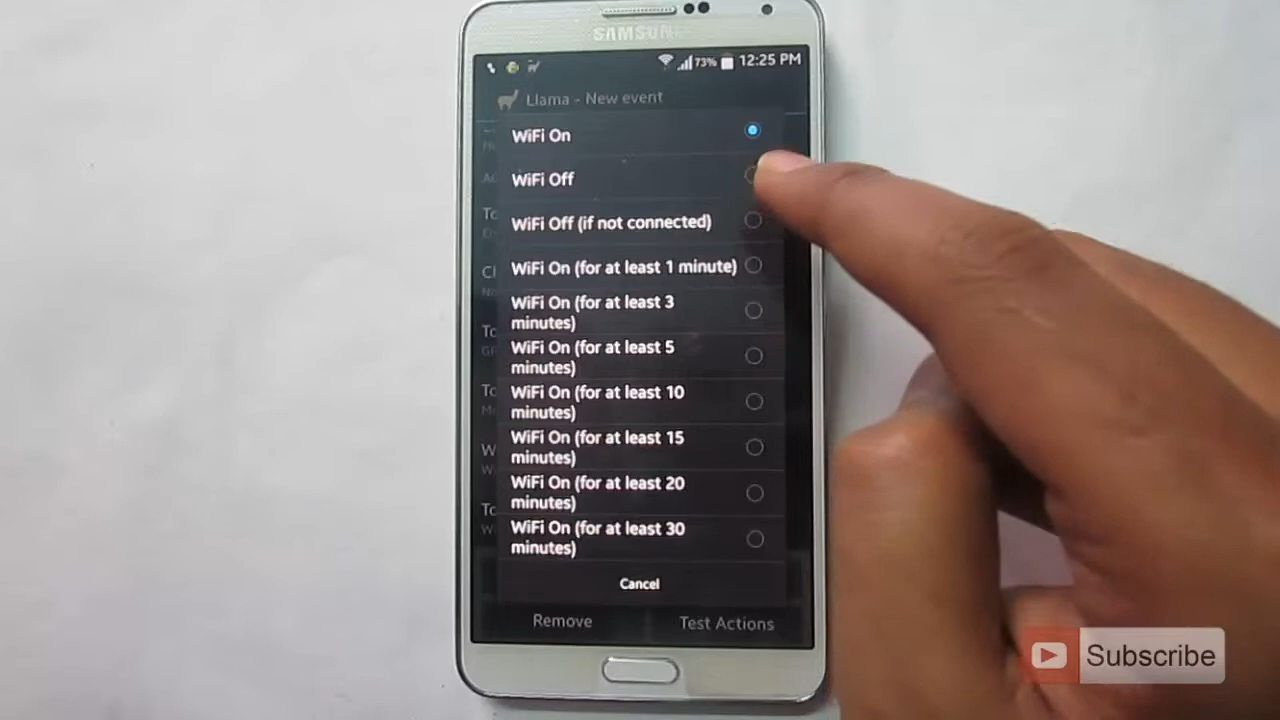 SAMSUNG
73% 12:25 PM
Llama - New event
WiFi On
WiFi Off
WiFi Off (if not connected)
WiFi On (for at least 1 minute)
WiFi On (for at least 3
minutes)
WiFi On (for at least 5
minutes)
WiFi On (for at least 10
minutes)
WiFi On (for at least 15
minutes)
WiFi On (for at least 20
minutes)
WiFi On (for at least 30
minutes)
Cancel
Remove Test Actions
Subscribe